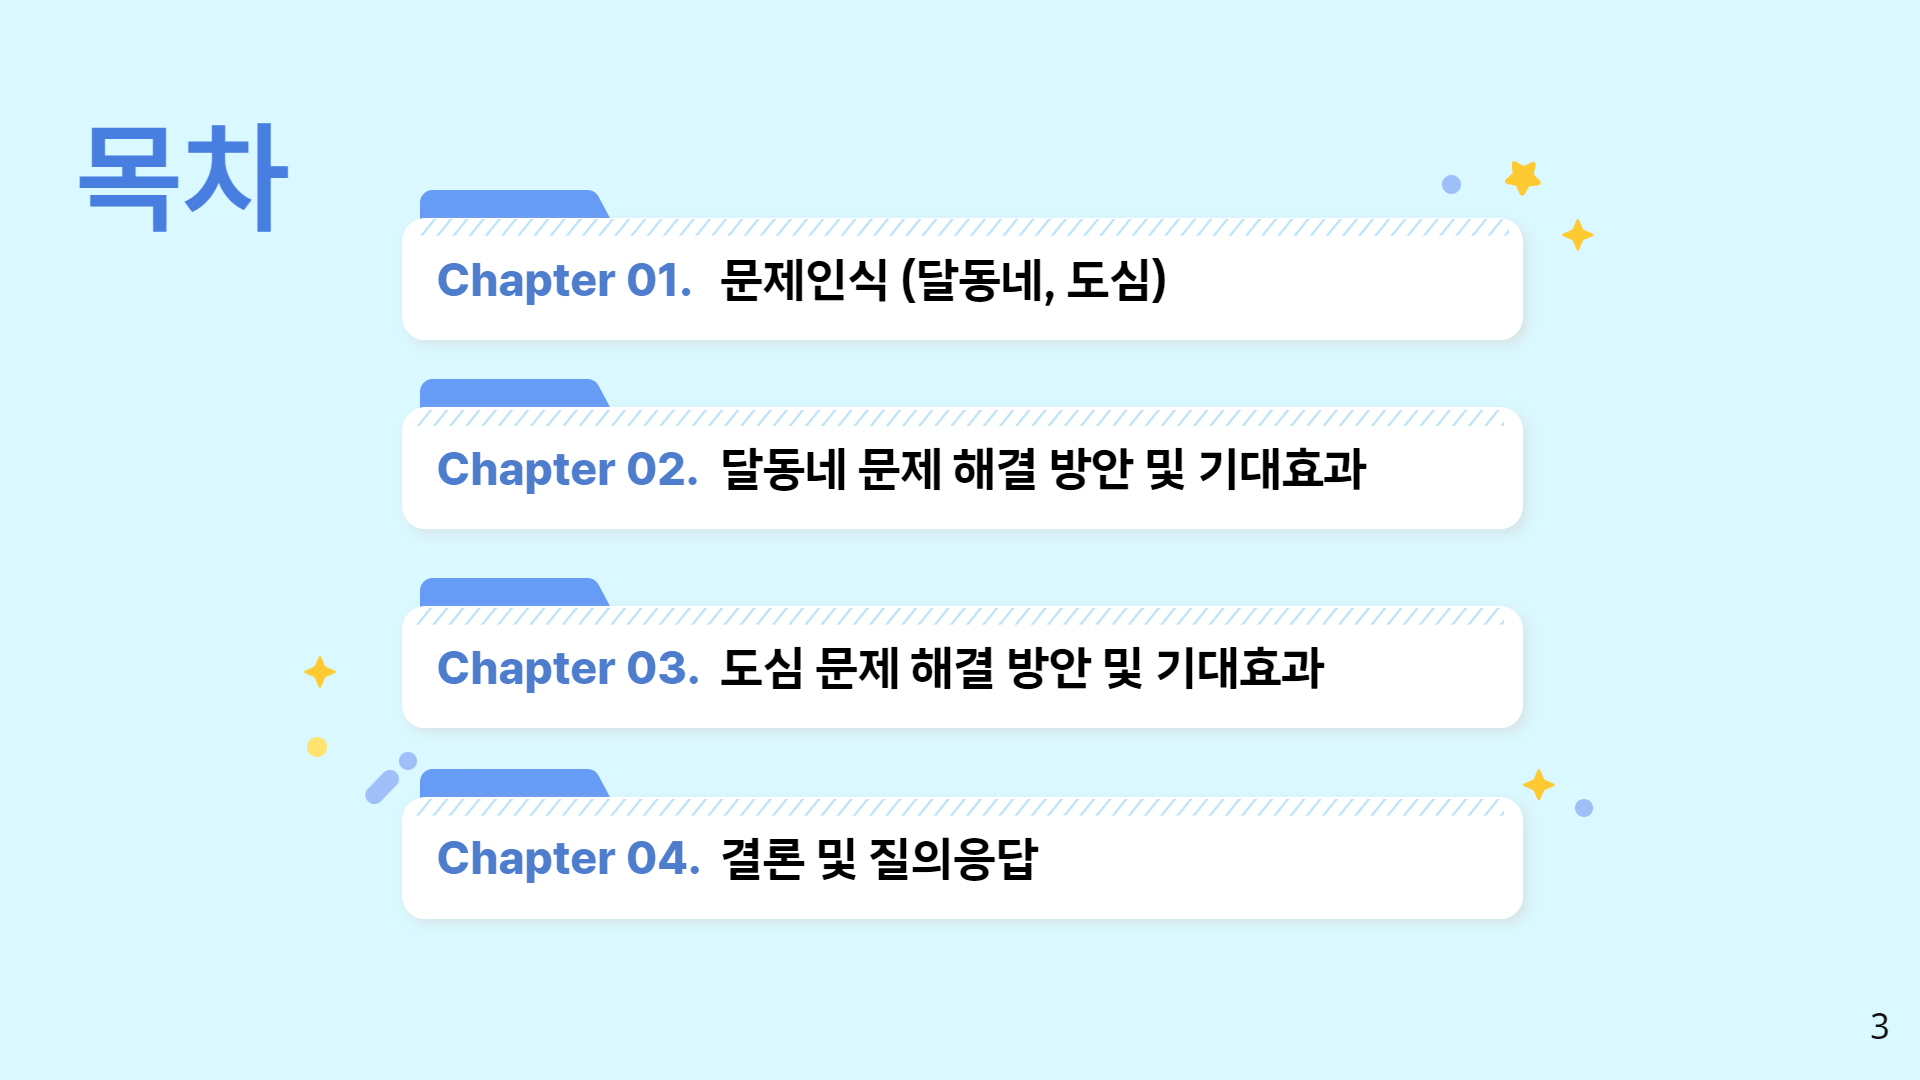 목차
Chapter 01. 문제인식 (달동네, 도심)
Chapter 02. 달동네 문제 해결 방안 및 기대효과
Chapter 03. 도심 문제 해결 방안 및 기대효과
Chapter 04. 결론 및 질의응답
3